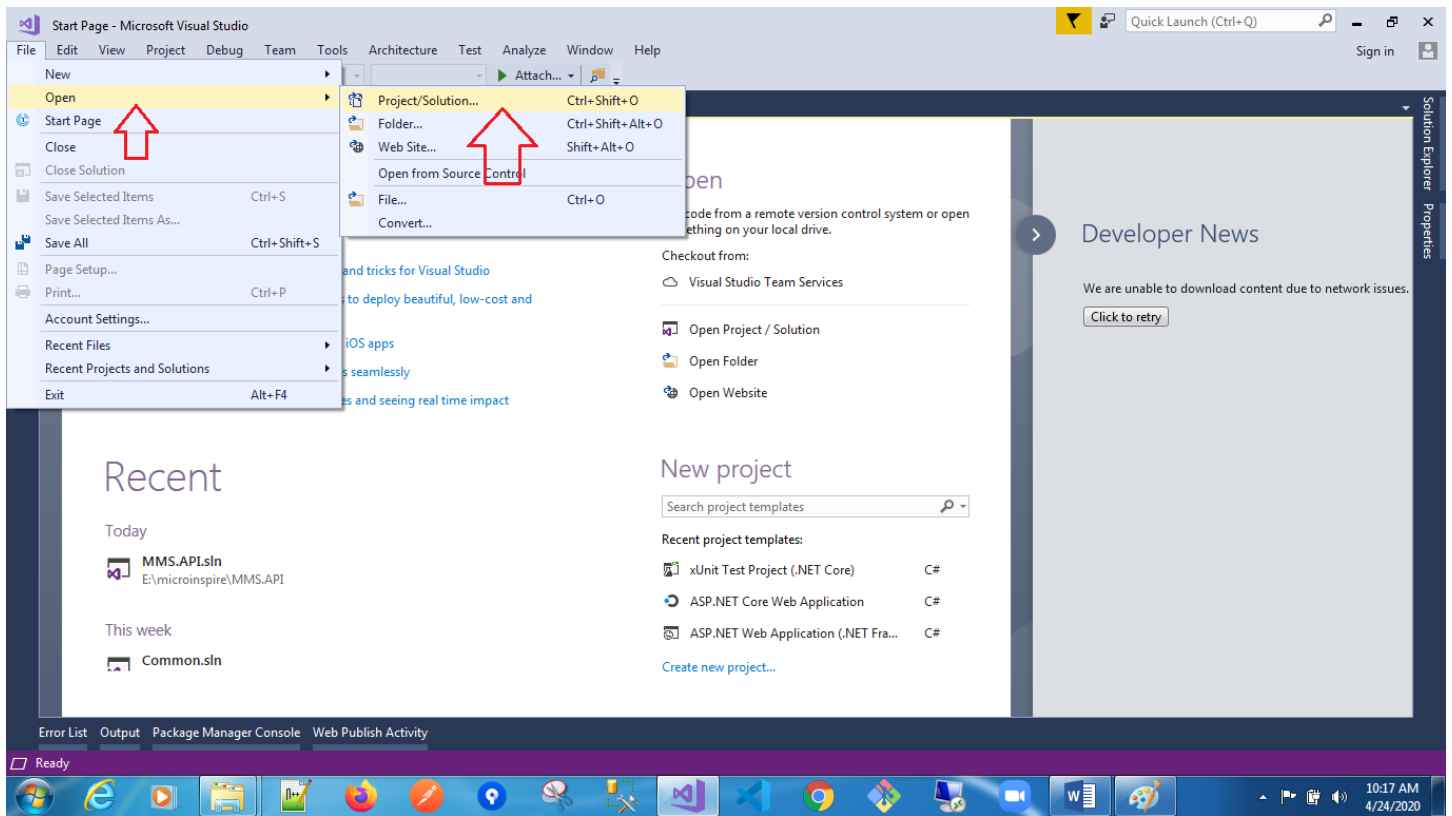 Start Page - Microsoft Visual Studio
Quick Launch (Ctrl+Q)
File Edit View Project Debug Team Tools Architecture Test Analyze Window Help
Sign in
Attach...
New
Open
Start Page
Close
Close Solution
Save Selected Items Ctrl+S
Save Selected Items As...
Save All Ctrl+Shift+S
Page Setup...
Print... Ctrl+P
Account Settings...
Recent Files
Recent Projects and Solutions
Exit Alt+F4
Project/Solution... Ctrl+Shift+O
Folder... Ctrl+Shift+Alt+O
Web Site... Shift+Alt+O
Open from Source Control
File... Ctrl+O
Convert...
and tricks for Visual Studio
to deploy beautiful, low-cost and
iOS apps
s seamlessly
es and seeing real time impact
Recent
Today
MMS.API.sln
E:\microinspire\MMS.API
This week
Common.sln
pen
code from a remote version control system or open
ething on your local drive.
Checkout from:
Visual Studio Team Services
Open Project / Solution
Open Folder
Open Website
New project
Search project templates
Recent project templates:
xUnit Test Project (.NET Core) C#
ASP.NET Core Web Application C#
ASP.NET Web Application (.NET Fra... C#
Create new project...
Developer News
We are unable to download content due to network issues.
Click to retry
Solution Explorer
Properties
Error List Output Package Manager Console Web Publish Activity
Ready
10:17 AM
4/24/2020